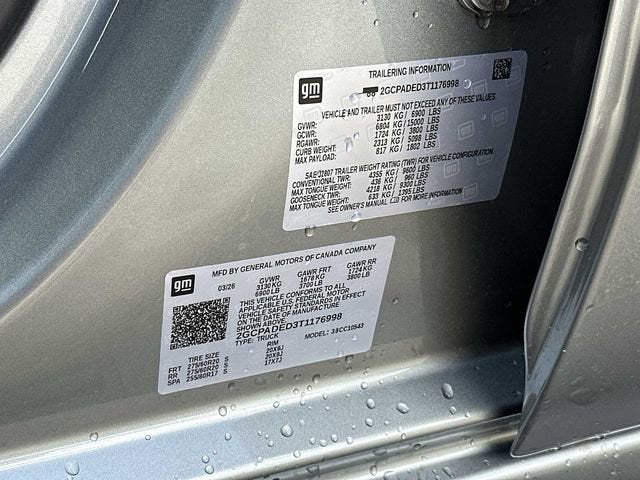 gm
TRAILERING INFORMATION
2GCPADED3T1176998
VEHICLE AND TRAILER MUST NOT EXCEED ANY OF THESE VALUES.
GVWR: 3130 KG/ 6900 LBS
GCWR: 6804 KG/ 15000 LBS
RGAWR: 1724 KG/ 3800 LBS
CURB WEIGHT: 2313 KG/ 5098 LBS
MAX PAYLOAD: 817 KG/ 1802 LBS
SAE J2807 TRAILER WEIGHT RATING (TWR) FOR VEHICLE CONFIGURATION.
CONVENTIONAL TWR: 4355 KG/ 9600 LBS
MAX TONGUE WEIGHT: 436 KG/ 960 LBS
GOOSENECK TWR: 4218 KG/ 9300 LBS
MAX TONGUE WEIGHT: 633 KG/ 1395 LBS
SEE OWNER'S MANUAL FOR MORE INFORMATION
gm
MFD BY GENERAL MOTORS OF CANADA COMPANY
03/26 GVWR GAWR FRT GAWR RR
3130 KG 1678 KG 1724 KG
6900 LB 3700 LB 3800 LB
THIS VEHICLE CONFORMS TO ALL
APPLICABLE U.S. FEDERAL MOTOR
VEHICLE SAFETY STANDARDS IN EFFECT
ON THE DATE OF MANUFACTURE
SHOWN ABOVE
2GCPADED3T1176998
TYPE: TRUCK MODEL: 38CC10543
TIRE SIZE RIM
FRT 275/60R20 S 20X9J
RR 275/60R20 S 20X9J
SPA 255/80R17 S 17X7J